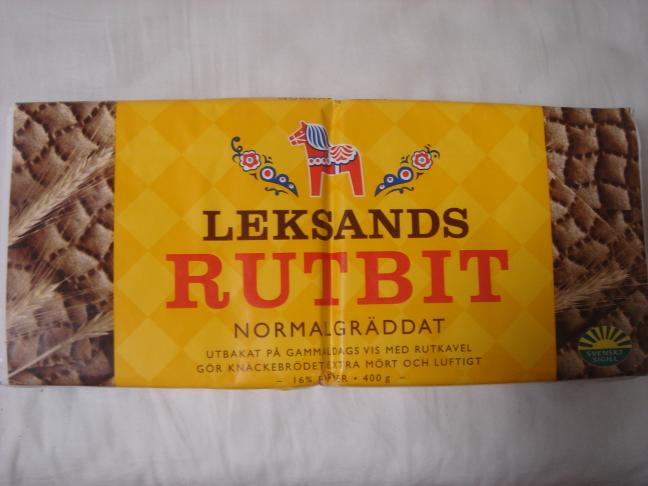 LEKSANDS
RUTBIT
NORMALGRÄDDAT
UTBAKAT PÅ GAMMALDAGS VIS MED RUTKAVEL
GÖR KNÄCKEBRÖDET EXTRA MÖRT OCH LUFTIGT
– 16% FIBER • 400 g –
SVENSKT
SIGILL